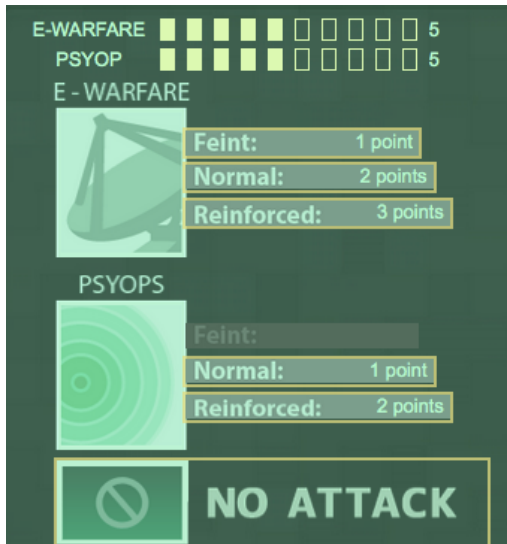 E-WARFARE 5
PSYOP 5
E - WARFARE
Feint: 1 point
Normal: 2 points
Reinforced: 3 points
PSYOPS
Feint:
Normal: 1 point
Reinforced: 2 points
NO ATTACK